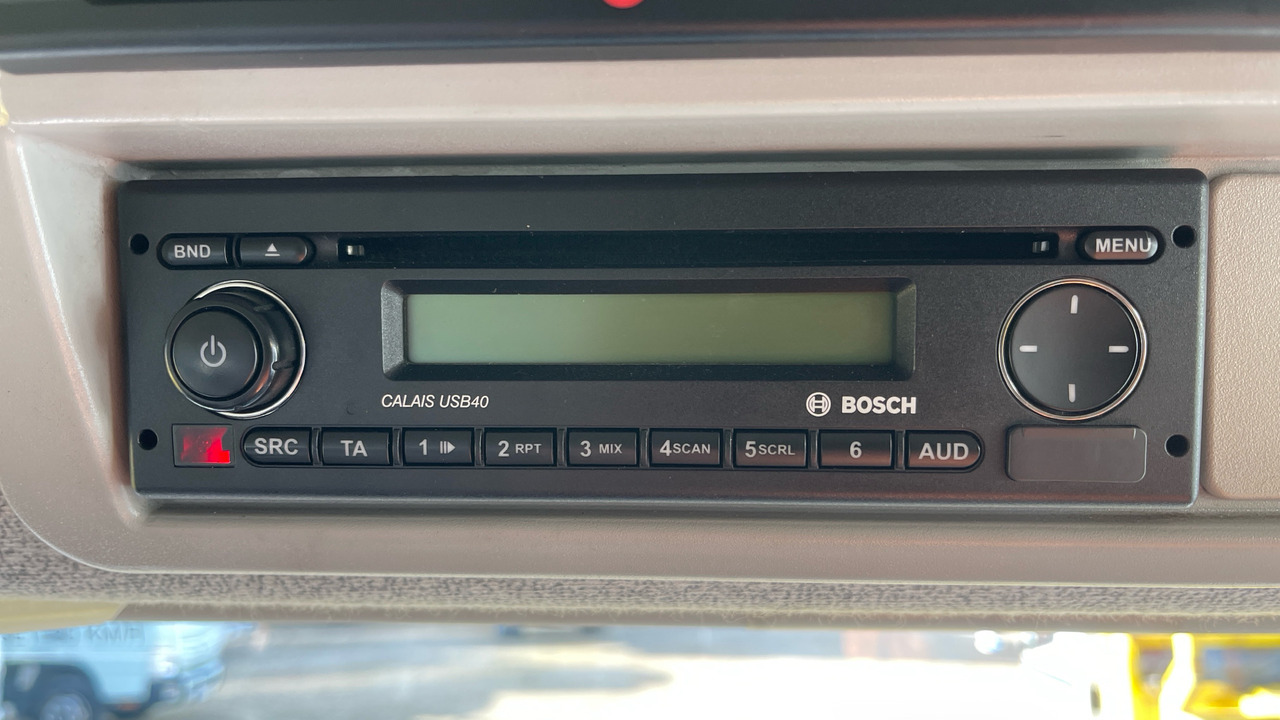 BND
MENU
CALAIS USB40
BOSCH
SRC TA 1 2 RPT 3 MIX 4SCAN 5SCRL 6 AUD